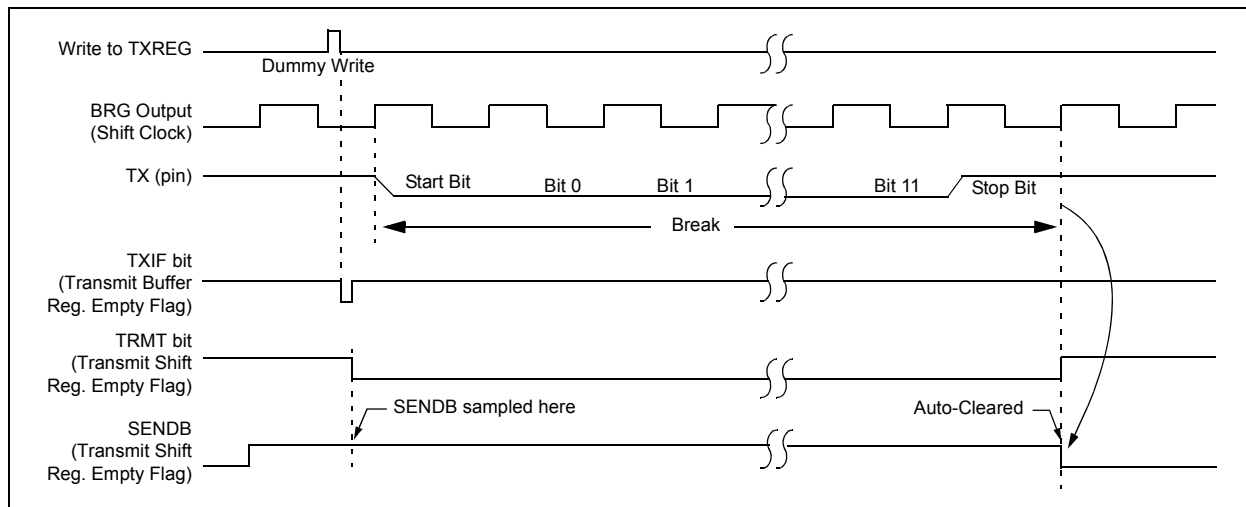 Write to TXREG
Dummy Write
BRG Output
(Shift Clock)
TX (pin)
Start Bit
Bit 0
Bit 1
Bit 11
Stop Bit
Break
TXIF bit
(Transmit Buffer
Reg. Empty Flag)
TRMT bit
(Transmit Shift
Reg. Empty Flag)
SENDB sampled here
Auto-Cleared
SENDB
(Transmit Shift
Reg. Empty Flag)